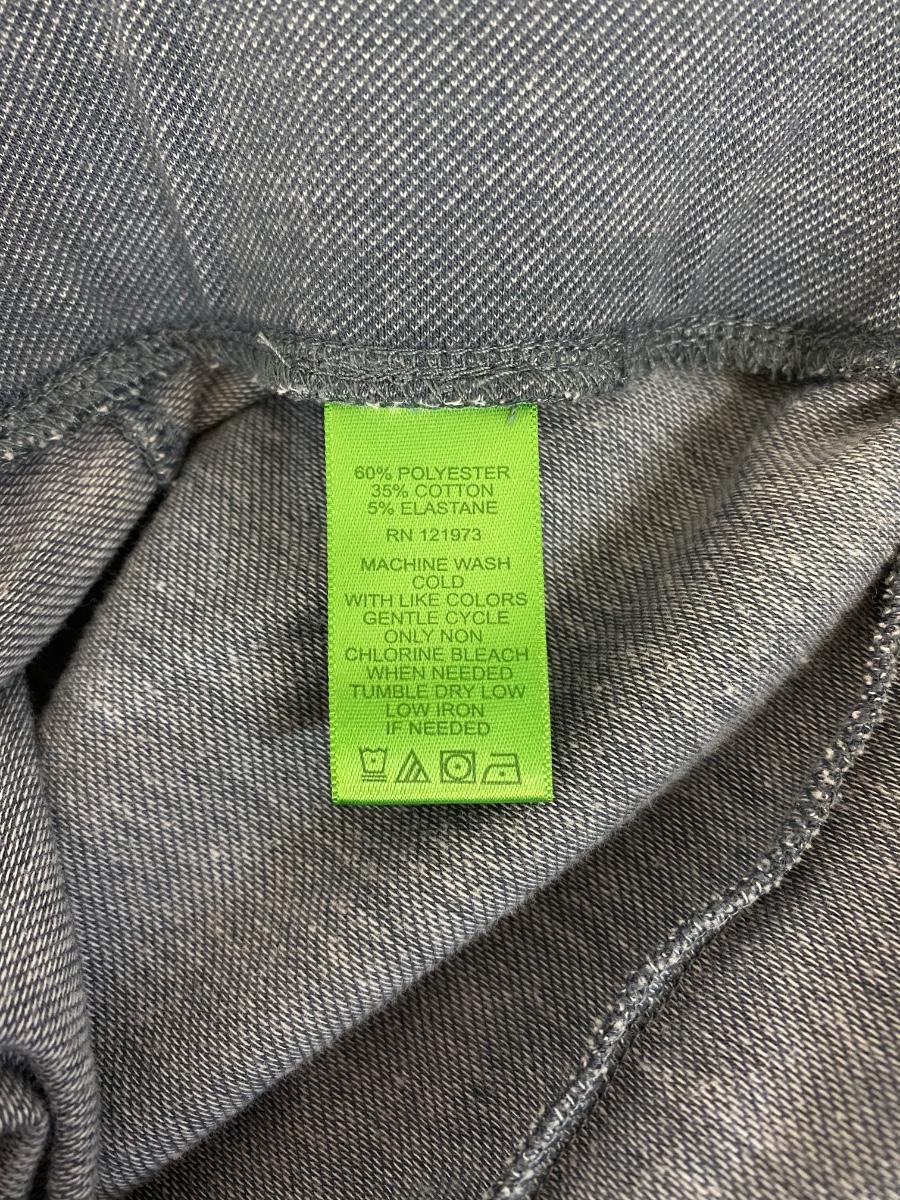 60% POLYESTER
35% COTTON
5% ELASTANE
RN 121973
MACHINE WASH
COLD
WITH LIKE COLORS
GENTLE CYCLE
ONLY NON
CHLORINE BLEACH
WHEN NEEDED
TUMBLE DRY LOW
LOW IRON
IF NEEDED